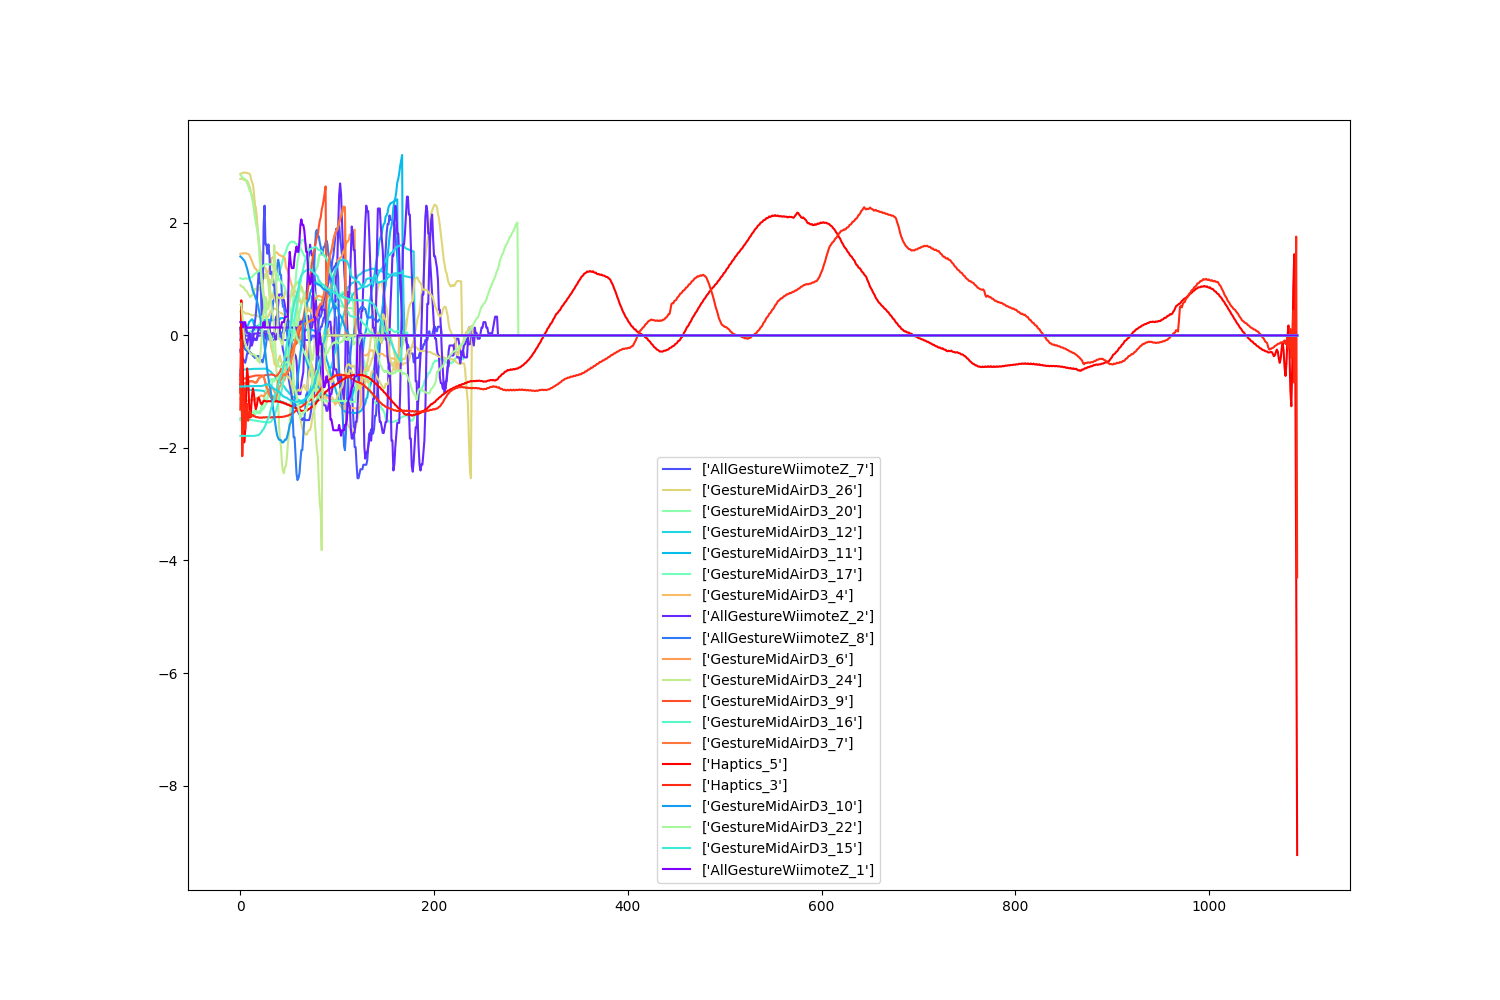 2
0
−2
−4
−6
−8
0
200
400
600
800
1000
['AllGestureWiimoteZ_7']
['GestureMidAirD3_26']
['GestureMidAirD3_20']
['GestureMidAirD3_12']
['GestureMidAirD3_11']
['GestureMidAirD3_17']
['GestureMidAirD3_4']
['AllGestureWiimoteZ_2']
['AllGestureWiimoteZ_8']
['GestureMidAirD3_6']
['GestureMidAirD3_24']
['GestureMidAirD3_9']
['GestureMidAirD3_16']
['GestureMidAirD3_7']
['Haptics_5']
['Haptics_3']
['GestureMidAirD3_10']
['GestureMidAirD3_22']
['GestureMidAirD3_15']
['AllGestureWiimoteZ_1']